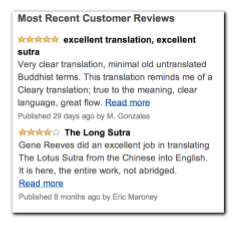 Most Recent Customer Reviews
excellent translation, excellent
sutra
Very clear translation, minimal old untranslated
Buddhist terms. This translation reminds me of a
Cleary translation; true to the meaning, clear
language, great flow. Read more
Published 29 days ago by M. Gonzales
The Long Sutra
Gene Reeves did an excellent job in translating
The Lotus Sutra from the Chinese into English.
It is here, the entire work, not abridged.
Read more
Published 8 months ago by Eric Maroney